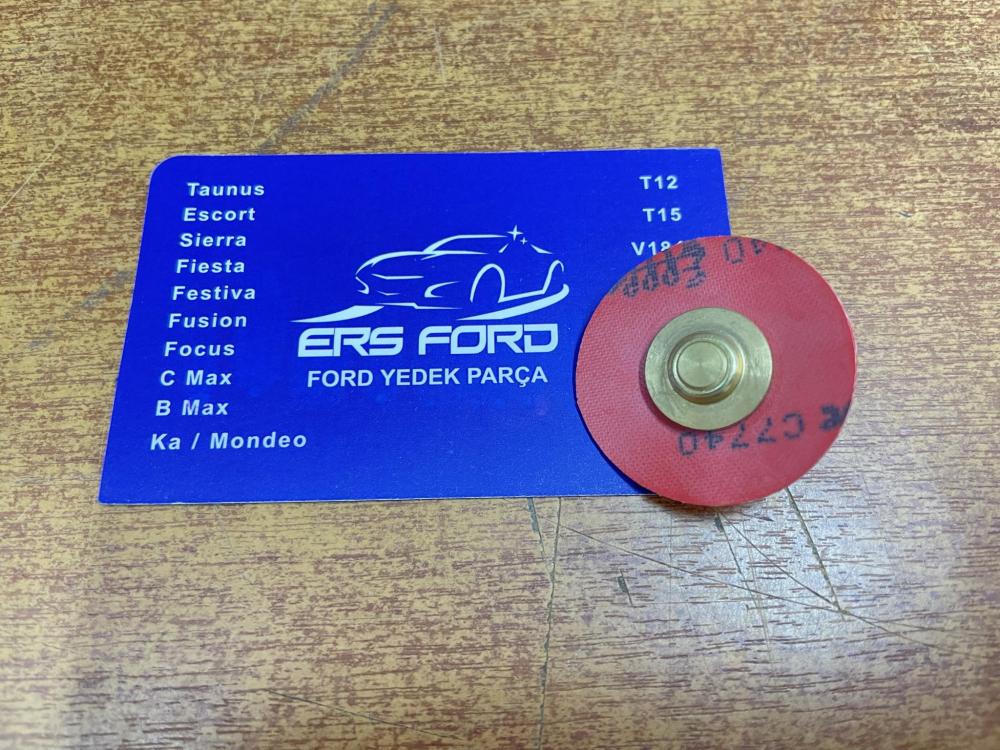 Taunus
Escort
Sierra
Fiesta
Festiva
Fusion
Focus
C Max
B Max
Ka / Mondeo
ERS FORD
FORD YEDEK PARÇA
T12
T15
C7740